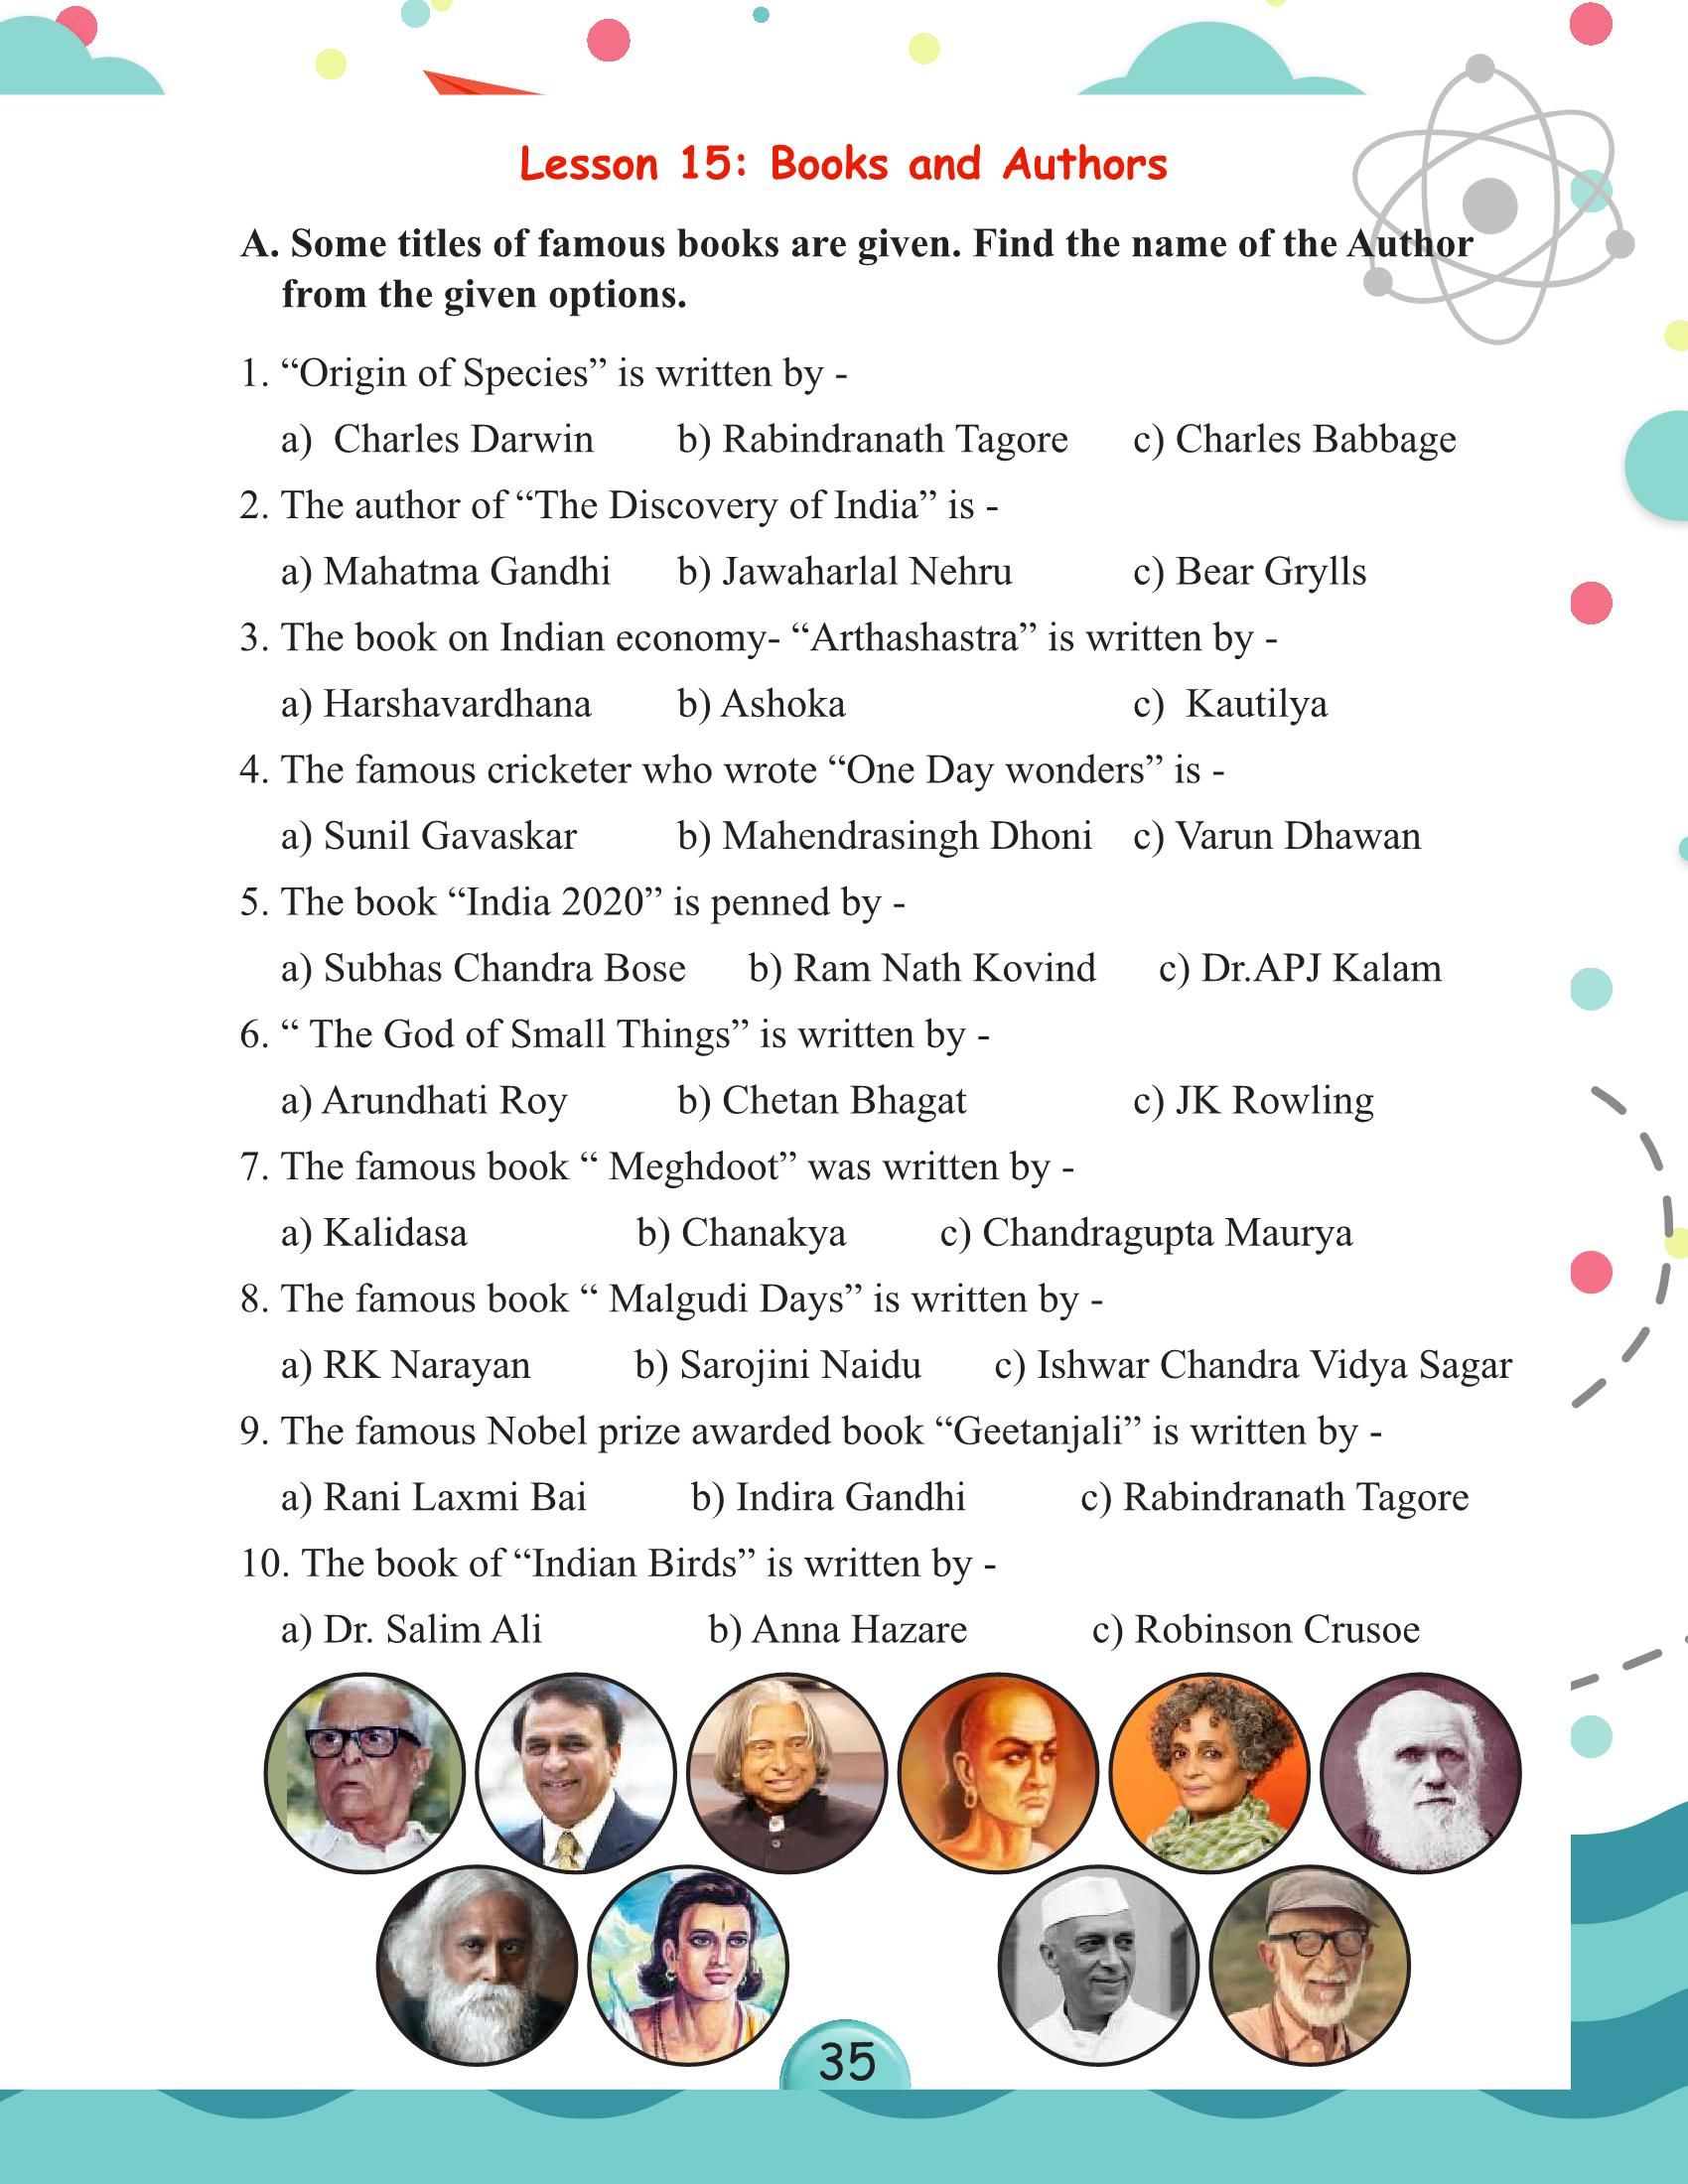 Lesson 15: Books and Authors
A. Some titles of famous books are given. Find the name of the Author
from the given options.
1. “Origin of Species” is written by -
a) Charles Darwin b) Rabindranath Tagore c) Charles Babbage
2. The author of “The Discovery of India” is -
a) Mahatma Gandhi b) Jawaharlal Nehru c) Bear Grylls
3. The book on Indian economy- “Arthashastra” is written by -
a) Harshavardhana b) Ashoka c) Kautilya
4. The famous cricketer who wrote “One Day wonders” is -
a) Sunil Gavaskar b) Mahendrasingh Dhoni c) Varun Dhawan
5. The book “India 2020” is penned by -
a) Subhas Chandra Bose b) Ram Nath Kovind c) Dr.APJ Kalam
6. “ The God of Small Things” is written by -
a) Arundhati Roy b) Chetan Bhagat c) JK Rowling
7. The famous book “ Meghdoot” was written by -
a) Kalidasa b) Chanakya c) Chandragupta Maurya
8. The famous book “ Malgudi Days” is written by -
a) RK Narayan b) Sarojini Naidu c) Ishwar Chandra Vidya Sagar
9. The famous Nobel prize awarded book “Geetanjali” is written by -
a) Rani Laxmi Bai b) Indira Gandhi c) Rabindranath Tagore
10. The book of “Indian Birds” is written by -
a) Dr. Salim Ali b) Anna Hazare c) Robinson Crusoe
35